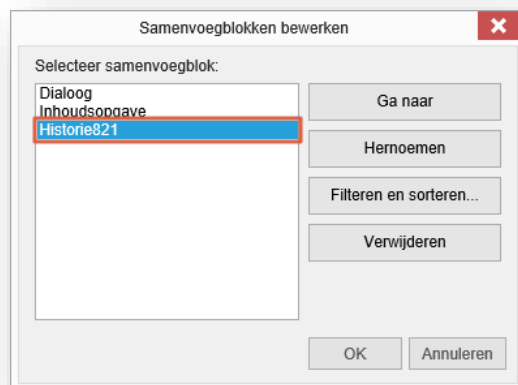 Samenvoegblokken bewerken
Selecteer samenvoegblok:
Dialoog
Inhoudsopgave
Historie821
Ga naar
Hernoemen
Filteren en sorteren...
Verwijderen
OK
Annuleren